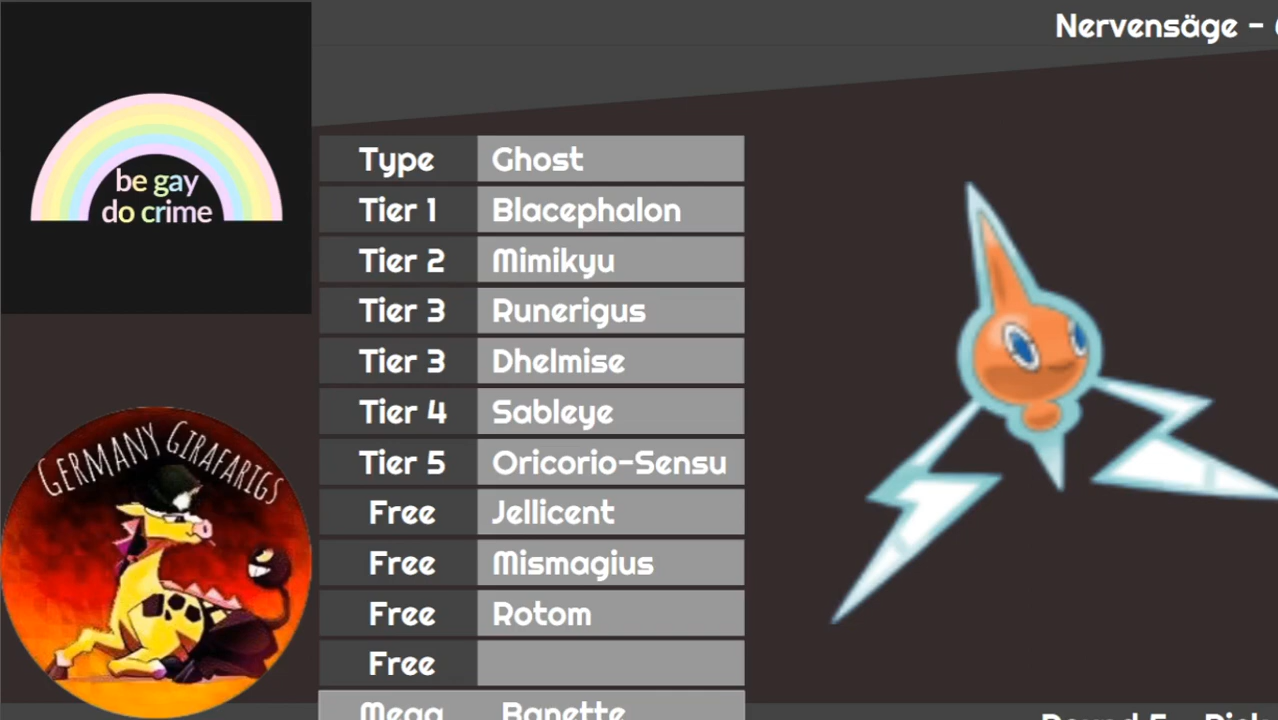 Nervensäge -
be gay
do crime
GERMANY GIRAFARIGS
Type Ghost
Tier 1 Blacephalon
Tier 2 Mimikyu
Tier 3 Runerigus
Tier 3 Dhelmise
Tier 4 Sableye
Tier 5 Oricorio-Sensu
Free Jellicent
Free Mismagius
Free Rotom
Free
Mega Banette